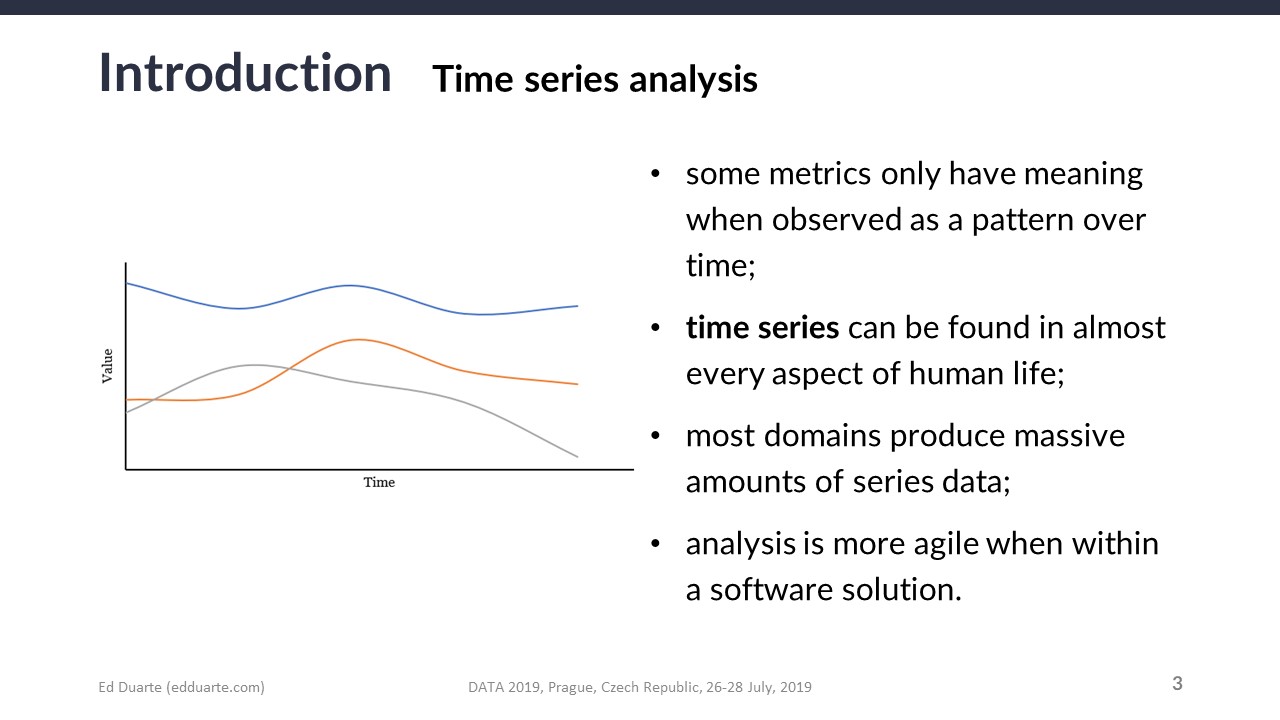 Introduction Time series analysis
• some metrics only have meaning
when observed as a pattern over
time;
• time series can be found in almost
every aspect of human life;
• most domains produce massive
amounts of series data;
• analysis is more agile when within
a software solution.
Value
Time
Ed Duarte (edduarte.com) DATA 2019, Prague, Czech Republic, 26-28 July, 2019 3